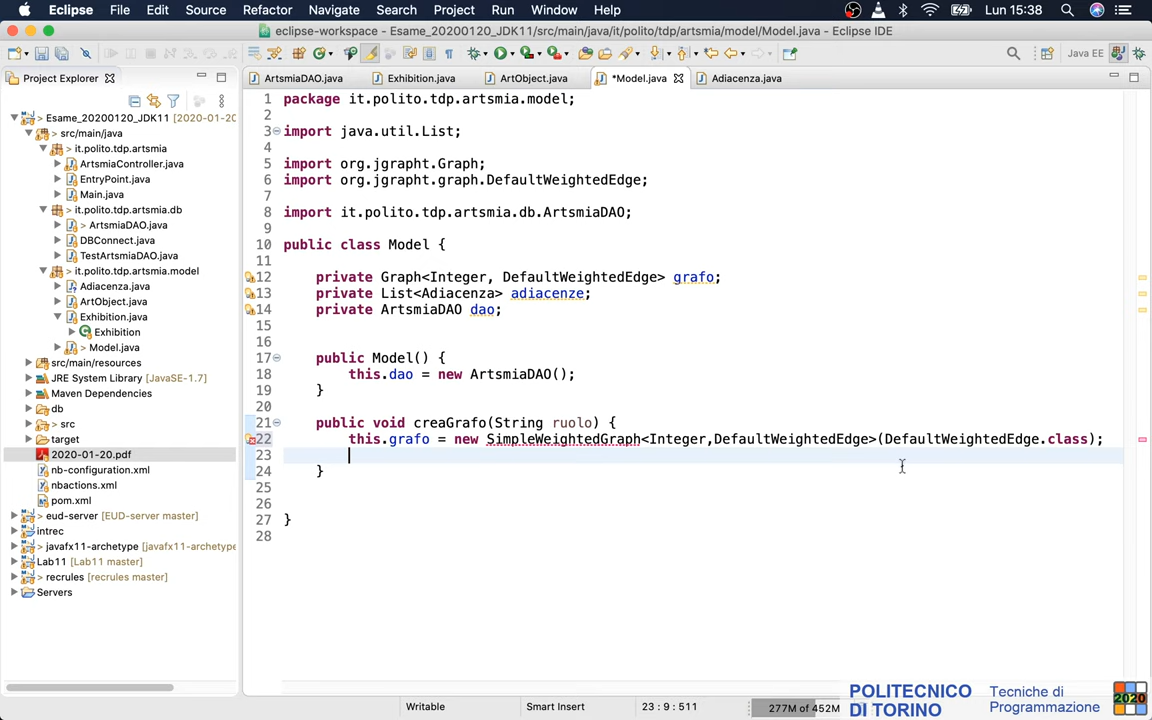 Eclipse File Edit Source Refactor Navigate Search Project Run Window Help Lun 15:38
eclipse-workspace - Esame_20200120_JDK11/src/main/java/it/polito/tdp/artsmia/model/Model.java - Eclipse IDE
Java EE
Project Explorer
ArtsmiaDAO.java Exhibition.java ArtObject.java *Model.java Adiacenza.java
> Esame_20200120_JDK11 [2020-01-20
> src/main/java
> it.polito.tdp.artsmia
ArtsmiaController.java
EntryPoint.java
Main.java
> it.polito.tdp.artsmia.db
> ArtsmiaDAO.java
DBConnect.java
TestArtsmiaDAO.java
> it.polito.tdp.artsmia.model
Adiacenza.java
ArtObject.java
Exhibition.java
Exhibition
> Model.java
src/main/resources
JRE System Library [JavaSE-1.7]
Maven Dependencies
db
> src
target
2020-01-20.pdf
nb-configuration.xml
nbactions.xml
pom.xml
> eud-server [EUD-server master]
intrec
> javafx11-archetype [javafx11-archetype
Lab11 [Lab11 master]
> recrules [recrules master]
Servers
1 package it.polito.tdp.artsmia.model;
2
3 import java.util.List;
4
5 import org.jgrapht.Graph;
6 import org.jgrapht.graph.DefaultWeightedEdge;
7
8 import it.polito.tdp.artsmia.db.ArtsmiaDAO;
9
10 public class Model {
11
12 private Graph<Integer, DefaultWeightedEdge> grafo;
13 private List<Adiacenza> adiacenze;
14 private ArtsmiaDAO dao;
15
16
17 public Model() {
18 this.dao = new ArtsmiaDAO();
19 }
20
21 public void creaGrafo(String ruolo) {
22 this.grafo = new SimpleWeightedGraph<Integer,DefaultWeightedEdge>(DefaultWeightedEdge.class);
23
24 }
25
26
27 }
28
Writable Smart Insert 23 : 9 : 511 277M of 452M
POLITECNICO
DI TORINO
Tecniche di
Programmazione
2020